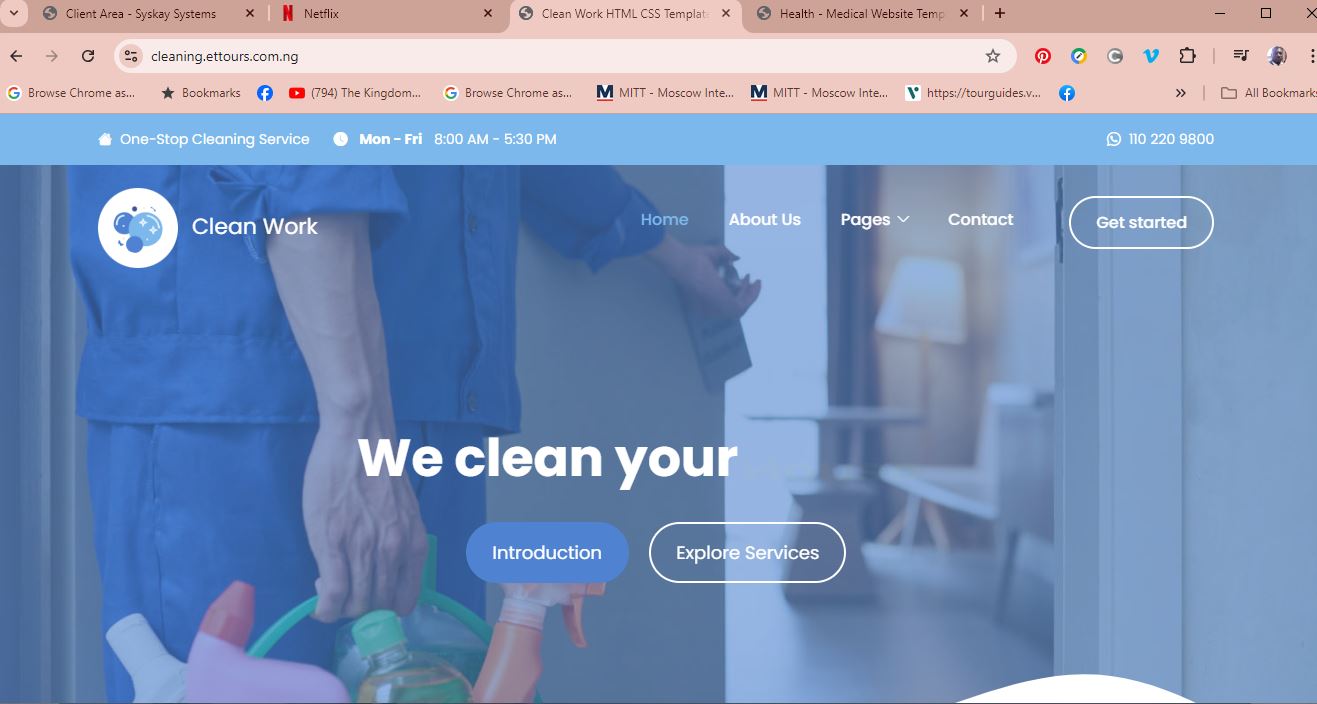 Client Area - Syskay Systems
Netflix
Clean Work HTML CSS Template
Health - Medical Website Temp
cleaning.ettours.com.ng
Browse Chrome as...
Bookmarks
(794) The Kingdom...
Browse Chrome as...
MITT - Moscow Inte...
MITT - Moscow Inte...
https://tourguides.v...
All Bookmarks
One-Stop Cleaning Service
Mon - Fri 8:00 AM - 5:30 PM
110 220 9800
Clean Work
Home
About Us
Pages
Contact
Get started
We clean your
Introduction
Explore Services